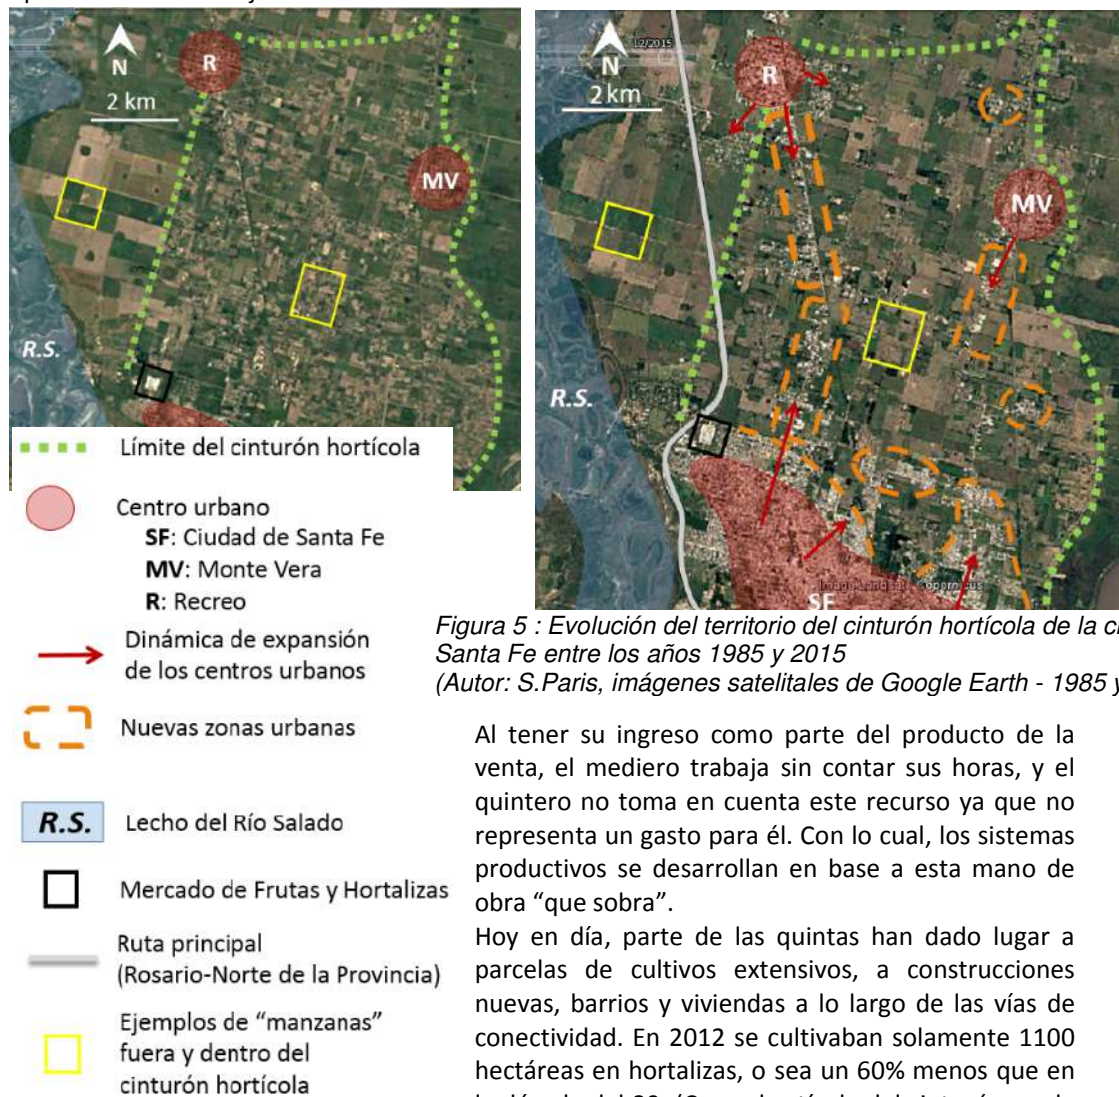 R
N
2 km
MV
R.S.
12/2015
R
N
2 km
MV
R.S.
SF
Límite del cinturón hortícola
Centro urbano
SF: Ciudad de Santa Fe
MV: Monte Vera
R: Recreo
Dinámica de expansión
de los centros urbanos
Nuevas zonas urbanas
R.S. Lecho del Río Salado
Mercado de Frutas y Hortalizas
Ruta principal
(Rosario-Norte de la Provincia)
Ejemplos de “manzanas”
fuera y dentro del
cinturón hortícola
Figura 5 : Evolución del territorio del cinturón hortícola de la
Santa Fe entre los años 1985 y 2015
(Autor: S.Paris, imágenes satelitales de Google Earth - 1985 y
Al tener su ingreso como parte del producto de la
venta, el mediero trabaja sin contar sus horas, y el
quintero no toma en cuenta este recurso ya que no
representa un gasto para él. Con lo cual, los sistemas
productivos se desarrollan en base a esta mano de
obra “que sobra”.
Hoy en día, parte de las quintas han dado lugar a
parcelas de cultivos extensivos, a construcciones
nuevas, barrios y viviendas a lo largo de las vías de
conectividad. En 2012 se cultivaban solamente 1100
hectáreas en hortalizas, o sea un 60% menos que en